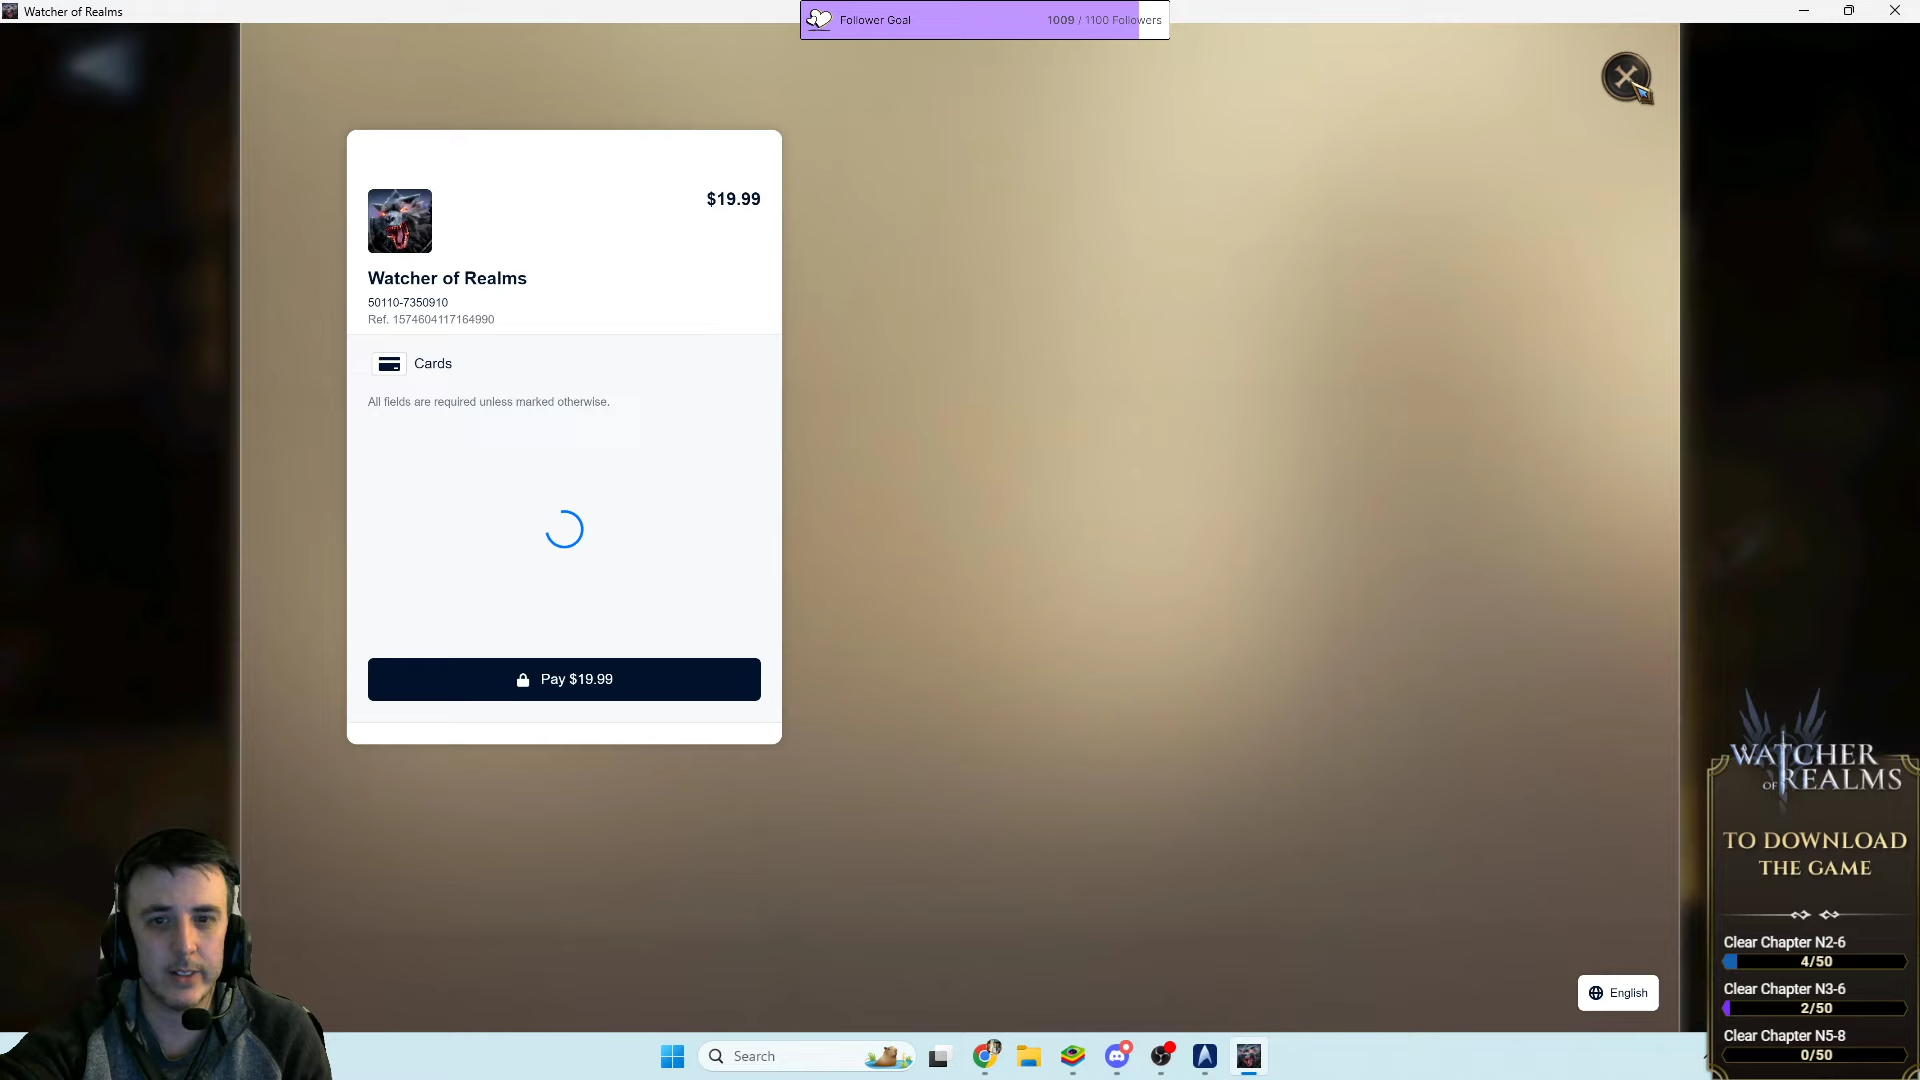 Watcher of Realms
Follower Goal 1009 / 1100 Followers
$19.99
Watcher of Realms
50110-7350910
Ref. 1574604117164990
Cards
All fields are required unless marked otherwise.
Pay $19.99
English
WATCHER
OF REALMS
TO DOWNLOAD
THE GAME
Clear Chapter N2-6
4/50
Clear Chapter N3-6
2/50
Clear Chapter N5-8
0/50
Search